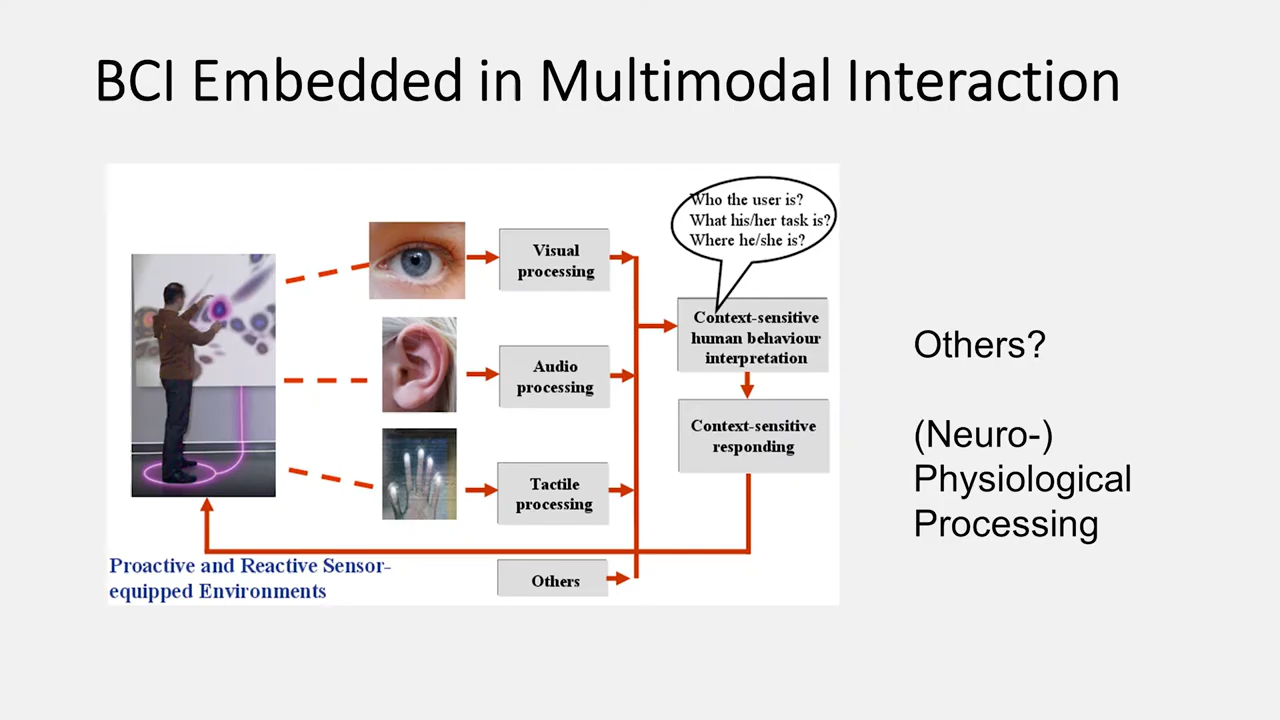 BCI Embedded in Multimodal Interaction
Who the user is?
What his/her task is?
Where he/she is?
Visual
processing
Audio
processing
Tactile
processing
Others
Context-sensitive
human behaviour
interpretation
Context-sensitive
responding
Proactive and Reactive Sensor-
equipped Environments
Others?
(Neuro-)
Physiological
Processing